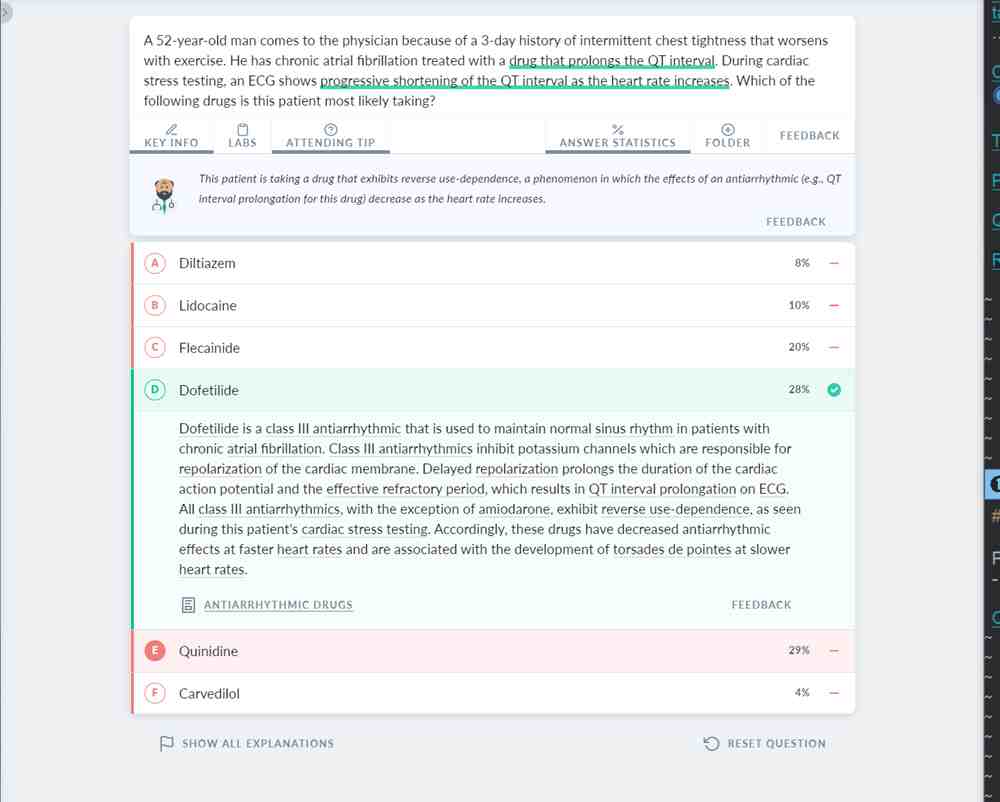 A 52-year-old man comes to the physician because of a 3-day history of intermittent chest tightness that worsens
with exercise. He has chronic atrial fibrillation treated with a drug that prolongs the QT interval. During cardiac
stress testing, an ECG shows progressive shortening of the QT interval as the heart rate increases. Which of the
following drugs is this patient most likely taking?
KEY INFO LABS ATTENDING TIP ANSWER STATISTICS FOLDER FEEDBACK
This patient is taking a drug that exhibits reverse use-dependence, a phenomenon in which the effects of an antiarrhythmic (e.g., QT
interval prolongation for this drug) decrease as the heart rate increases.
FEEDBACK
A Diltiazem 8%
B Lidocaine 10%
C Flecainide 20%
D Dofetilide 28%
Dofetilide is a class III antiarrhythmic that is used to maintain normal sinus rhythm in patients with
chronic atrial fibrillation. Class III antiarrhythmics inhibit potassium channels which are responsible for
repolarization of the cardiac membrane. Delayed repolarization prolongs the duration of the cardiac
action potential and the effective refractory period, which results in QT interval prolongation on ECG.
All class III antiarrhythmics, with the exception of amiodarone, exhibit reverse use-dependence, as seen
during this patient's cardiac stress testing. Accordingly, these drugs have decreased antiarrhythmic
effects at faster heart rates and are associated with the development of torsades de pointes at slower
heart rates.
ANTIARRHYTHMIC DRUGS FEEDBACK
E Quinidine 29%
F Carvedilol 4%
SHOW ALL EXPLANATIONS RESET QUESTION